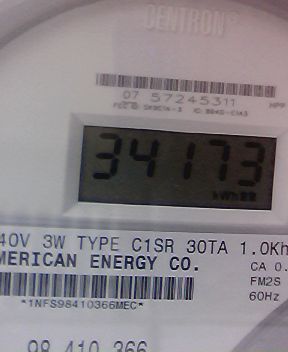 CENTRON®
07 57245311
34173
kWh
40V 3W TYPE C1SR 30TA 1.0Kh
MERICAN ENERGY CO.
CA 0.
FM2S
*1NFS98410366MEC*
60Hz
98 410 366